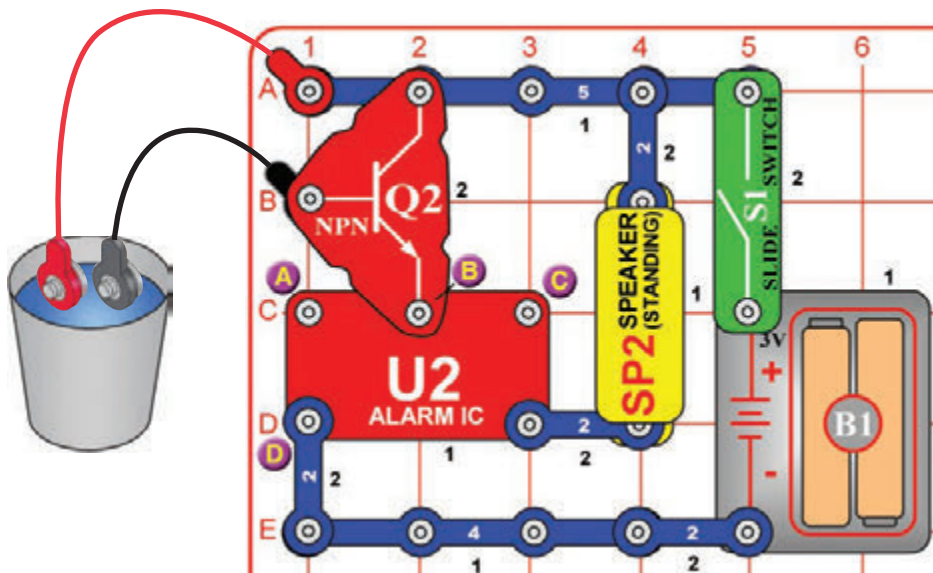 1 2 3 4 5 6
A
5
1
2
2
B
Q2
NPN
2
SLIDE SWITCH
S1
2
A
B
C
C
SPEAKER
(STANDING)
SP2
1
1
3V
+
U2
ALARM IC
D
D
1
2
2
B1
-
2
2
E
4
1
2
2